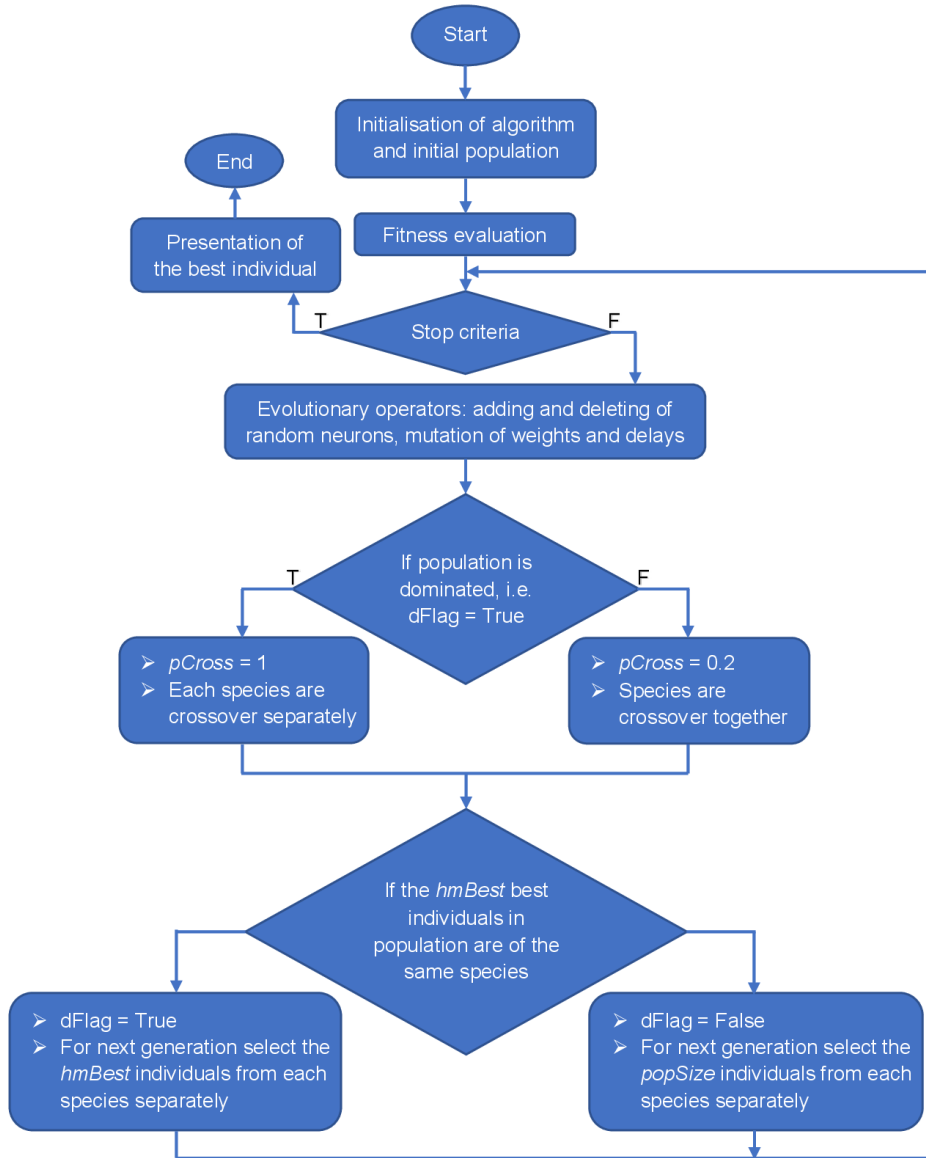 Start
Initialisation of algorithm
and initial population
End
Fitness evaluation
Presentation of
the best individual
T
Stop criteria
F
Evolutionary operators: adding and deleting of
random neurons, mutation of weights and delays
T
If population is
dominated, i.e.
dFlag = True
F
➢ pCross = 1
➢ Each species are
crossover separately
➢ pCross = 0.2
➢ Species are
crossover together
If the hmBest best
individuals in
population are of the
same species
➢ dFlag = True
➢ For next generation select the
hmBest individuals from each
species separately
➢ dFlag = False
➢ For next generation select the
popSize individuals from each
species separately